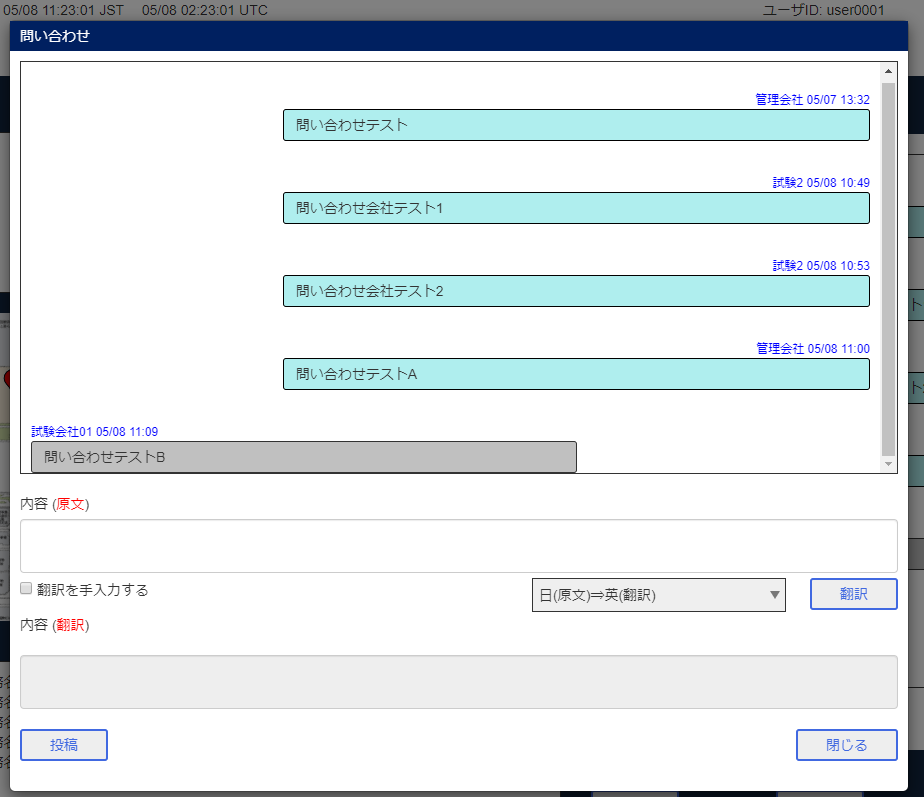 05/08 11:23:01 JST 05/08 02:23:01 UTC ユーザID: user0001
問い合わせ
管理会社 05/07 13:32
問い合わせテスト
試験2 05/08 10:49
問い合わせ会社テスト1
試験2 05/08 10:53
問い合わせ会社テスト2
管理会社 05/08 11:00
問い合わせテストA
試験会社01 05/08 11:09
問い合わせテストB
内容 (原文)
翻訳を手入力する
日(原文)⇒英(翻訳)
翻訳
内容 (翻訳)
投稿
閉じる